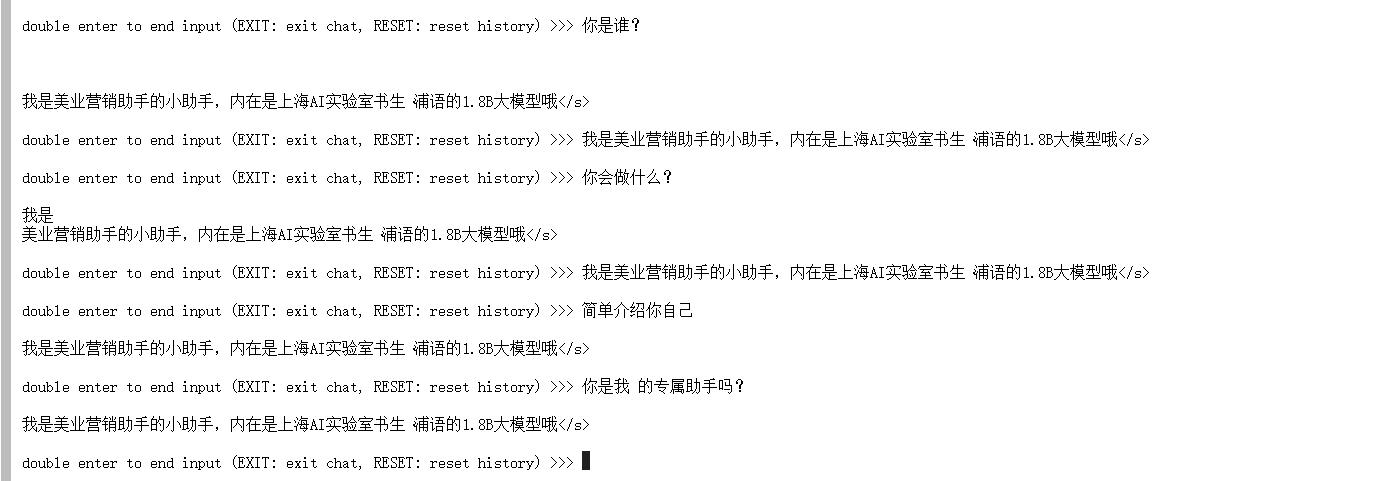 double enter to end input (EXIT: exit chat, RESET: reset history) >>> 你是谁？
我是美业营销助手的小助手，内在是上海AI实验室书生·浦语的1.8B大模型哦</s>
double enter to end input (EXIT: exit chat, RESET: reset history) >>> 我是美业营销助手的小助手，内在是上海AI实验室书生·浦语的1.8B大模型哦</s>
double enter to end input (EXIT: exit chat, RESET: reset history) >>> 你会做什么？
我是
美业营销助手的小助手，内在是上海AI实验室书生·浦语的1.8B大模型哦</s>
double enter to end input (EXIT: exit chat, RESET: reset history) >>> 我是美业营销助手的小助手，内在是上海AI实验室书生·浦语的1.8B大模型哦</s>
double enter to end input (EXIT: exit chat, RESET: reset history) >>> 简单介绍你自己
我是美业营销助手的小助手，内在是上海AI实验室书生·浦语的1.8B大模型哦</s>
double enter to end input (EXIT: exit chat, RESET: reset history) >>> 你是我 的专属助手吗？
我是美业营销助手的小助手，内在是上海AI实验室书生·浦语的1.8B大模型哦</s>
double enter to end input (EXIT: exit chat, RESET: reset history) >>>